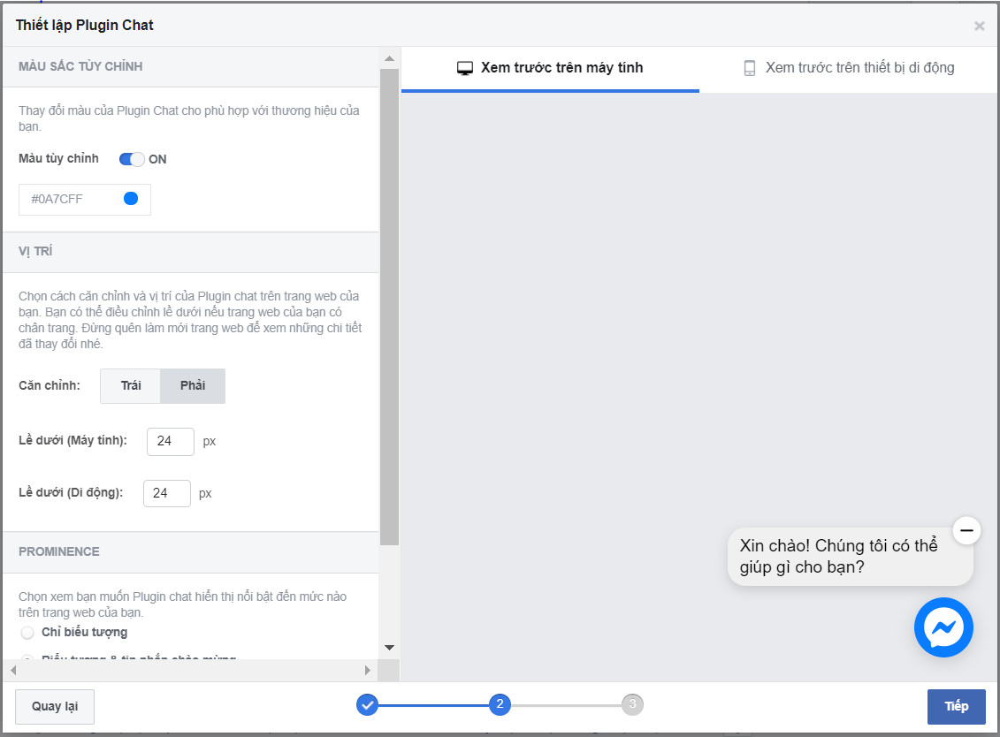 Thiết lập Plugin Chat
MÀU SẮC TÙY CHỈNH
Thay đổi màu của Plugin Chat cho phù hợp với thương hiệu của
bạn.
Màu tùy chỉnh ON
#0A7CFF
VỊ TRÍ
Chọn cách căn chỉnh và vị trí của Plugin chat trên trang web của
bạn. Bạn có thể điều chỉnh lề dưới nếu trang web của bạn có
chân trang. Đừng quên làm mới trang web để xem những chi tiết
đã thay đổi nhé.
Căn chỉnh: Trái Phải
Lề dưới (Máy tính): 24 px
Lề dưới (Di động): 24 px
PROMINENCE
Chọn xem bạn muốn Plugin chat hiển thị nổi bật đến mức nào
trên trang web của bạn.
Chỉ biểu tượng
Biểu tượng & tin nhắn chào mừng
Xem trước trên máy tính
Xem trước trên thiết bị di động
Xin chào! Chúng tôi có thể
giúp gì cho bạn?
Quay lại
2
3
Tiếp